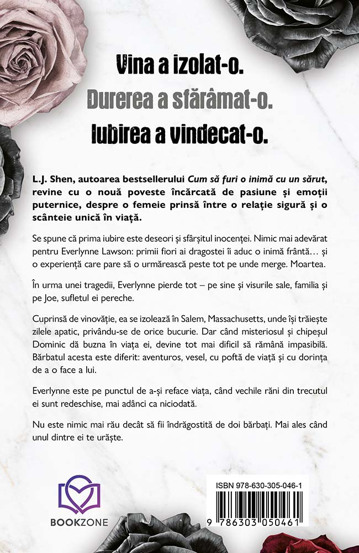 Vina a izolat-o.
Durerea a sfărâmat-o.
Iubirea a vindecat-o.
L.J. Shen, autoarea bestsellerului Cum să furi o inimă cu un sărut,
revine cu o nouă poveste încărcată de pasiune și emoții
puternice, despre o femeie prinsă între o relație sigură și o
scânteie unică în viață.
Se spune că prima iubire este deseori și sfârșitul inocenței. Nimic mai adevărat
pentru Everlynne Lawson: primii fiori ai dragostei îi aduc o inimă frântă... și
o experiență care pare să o urmărească peste tot pe unde merge. Moartea.
În urma unei tragedii, Everlynne pierde tot – pe sine și visurile sale, familia și
pe Joe, sufletul ei pereche.
Cuprinsă de vinovăție, ea se izolează în Salem, Massachusetts, unde își trăiește
zilele apatic, privându-se de orice bucurie. Dar când misteriosul și chipeșul
Dominic dă buzna în viața ei, devine tot mai dificil să rămână impasibilă.
Bărbatul acesta este diferit: aventuros, vesel, cu poftă de viață și cu dorința
de a o face a lui.
Everlynne este pe punctul de a-și reface viața, când vechile răni din trecutul
ei sunt redeschise, mai adânci ca niciodată.
Nu este nimic mai rău decât să fii îndrăgostită de doi bărbați. Mai ales când
unul dintre ei te urăște.
BOOKZONE
ISBN 978-630-305-046-1
9 786303 050461